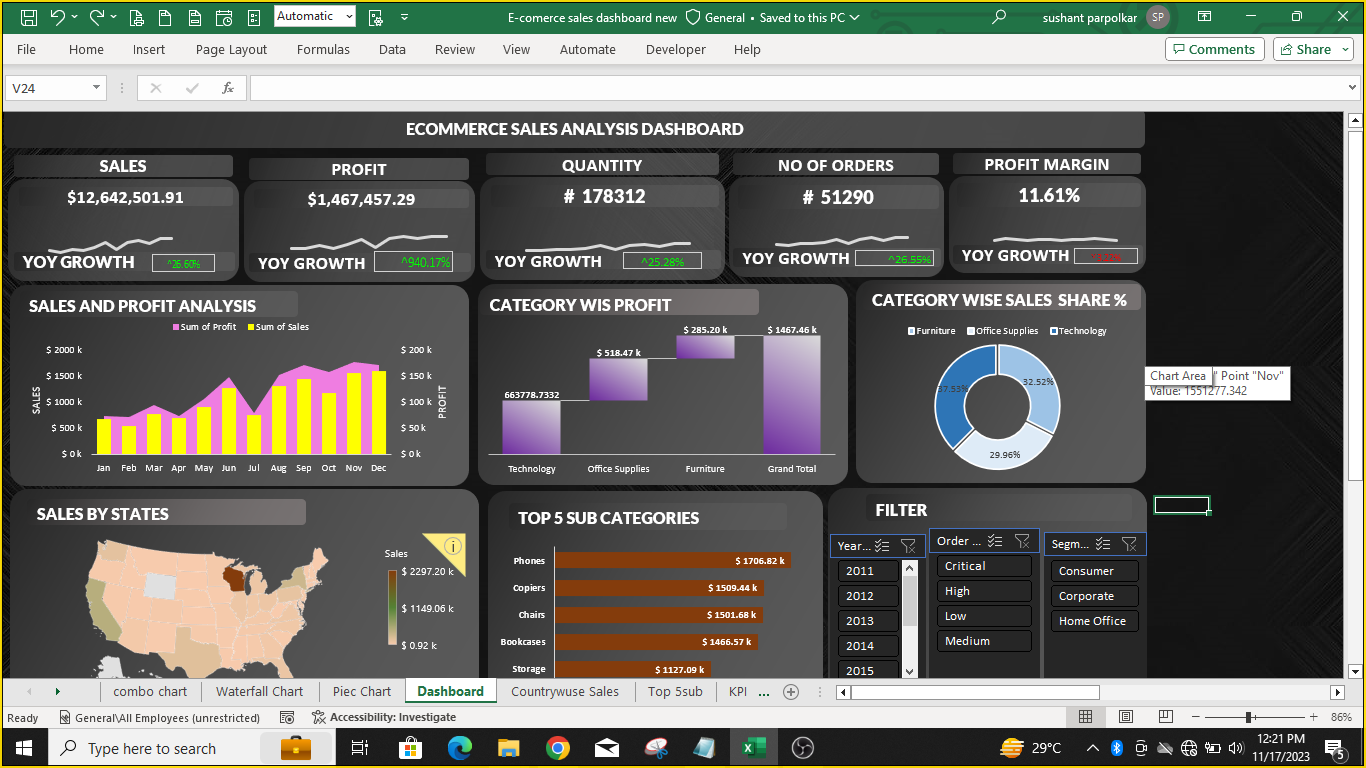 Automatic
E-comerce sales dashboard new
General • Saved to this PC
sushant parpolkar
SP
File Home Insert Page Layout Formulas Data Review View Automate Developer Help
Comments
Share
V24
fx
ECOMMERCE SALES ANALYSIS DASHBOARD
SALES
PROFIT
QUANTITY
NO OF ORDERS
PROFIT MARGIN
$12,642,501.91
$1,467,457.29
# 178312
# 51290
11.61%
YOY GROWTH ^26.60%
YOY GROWTH ^940.17%
YOY GROWTH ^25.28%
YOY GROWTH ^26.55%
YOY GROWTH
SALES AND PROFIT ANALYSIS
Sum of Profit Sum of Sales
$ 2000 k
$ 1500 k
$ 1000 k
$ 500 k
$ 0 k
SALES
$ 200 k
$ 150 k
$ 100 k
$ 50 k
$ 0 k
PROFIT
Jan Feb Mar Apr May Jun Jul Aug Sep Oct Nov Dec
CATEGORY WIS PROFIT
663778.7332
$ 518.47 k
$ 285.20 k
$ 1467.46 k
Technology Office Supplies Furniture Grand Total
CATEGORY WISE SALES SHARE %
Furniture Office Supplies Technology
37.53%
32.52%
29.96%
Chart Area
" Point "Nov"
Value: 1551277.342
SALES BY STATES
Sales
$ 2297.20 k
$ 1149.06 k
$ 0.92 k
TOP 5 SUB CATEGORIES
Phones $ 1706.82 k
Copiers $ 1509.44 k
Chairs $ 1501.68 k
Bookcases $ 1466.57 k
Storage $ 1127.09 k
FILTER
Year...
2011
2012
2013
2014
2015
Order ...
Critical
High
Low
Medium
Segm...
Consumer
Corporate
Home Office
combo chart Waterfall Chart Piec Chart Dashboard Countrywuse Sales Top 5sub KPI ...
Ready
General\All Employees (unrestricted)
Accessibility: Investigate
86%
Type here to search
29°C
12:21 PM
11/17/2023
5